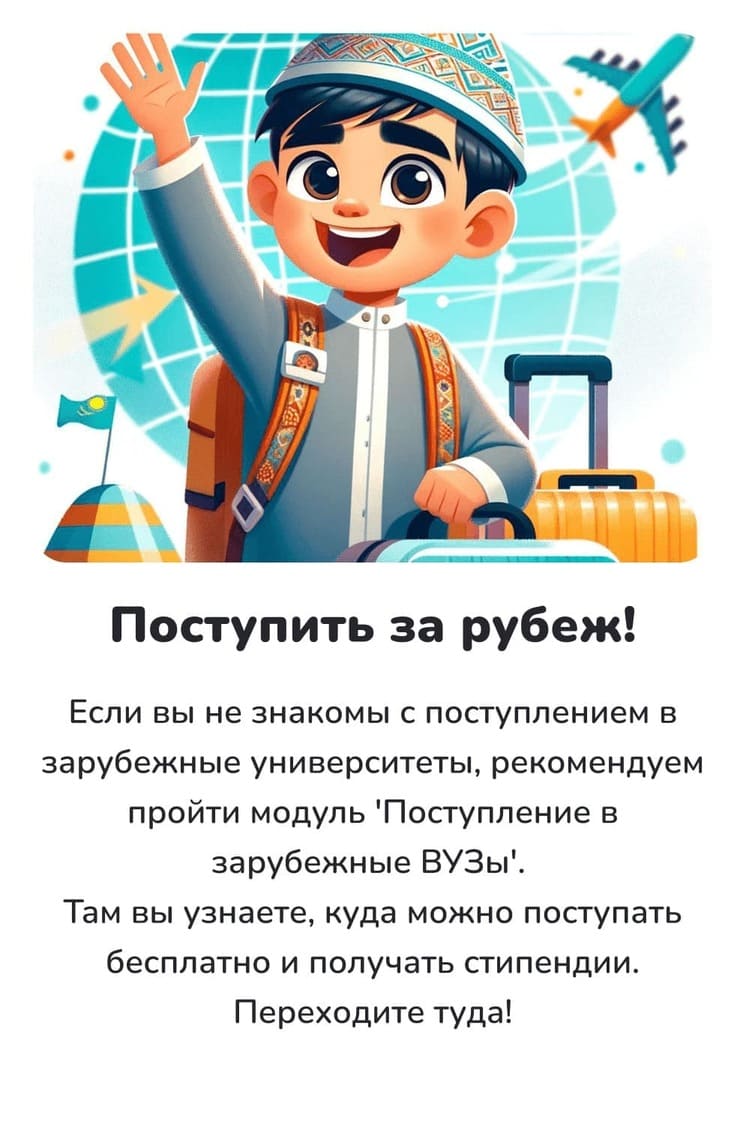 Поступить за рубеж!
Если вы не знакомы с поступлением в
зарубежные университеты, рекомендуем
пройти модуль 'Поступление в
зарубежные ВУЗы'.
Там вы узнаете, куда можно поступать
бесплатно и получать стипендии.
Переходите туда!